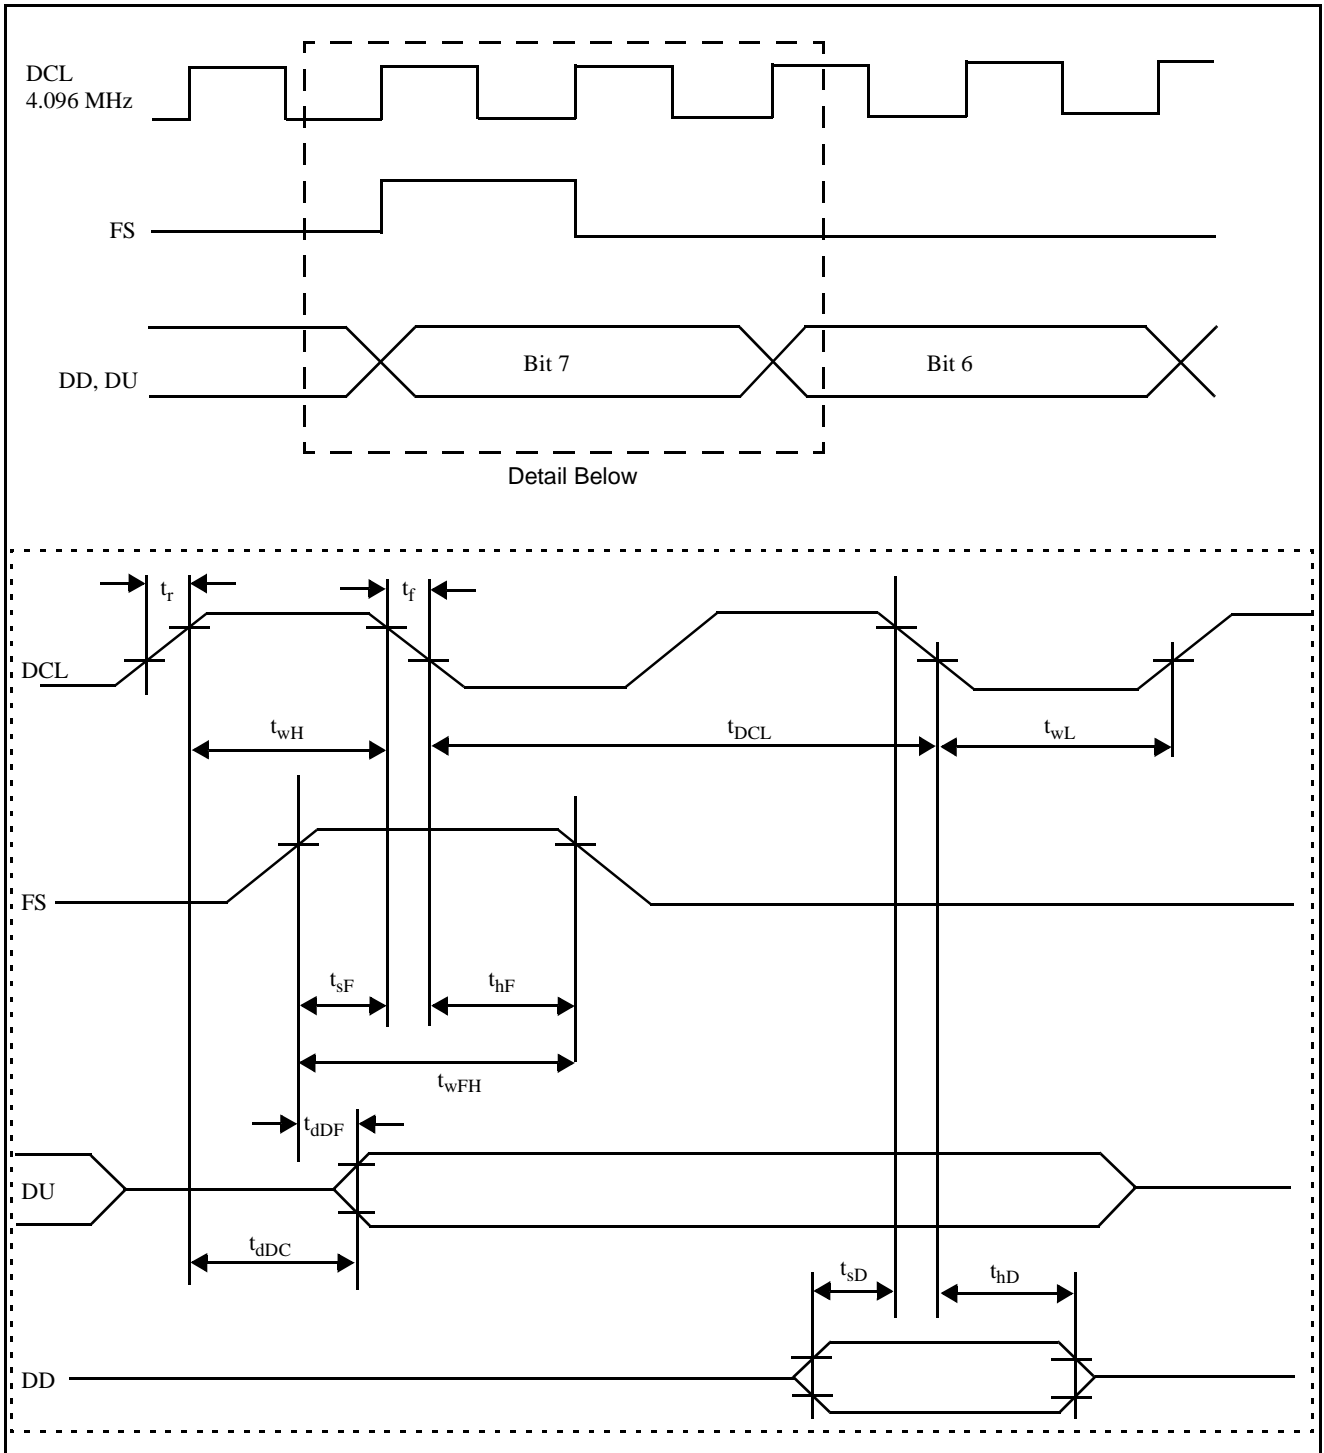 DCL
4.096 MHz
FS
DD, DU
Bit 7
Bit 6
Detail Below
tr
tf
DCL
twH
tDCL
twL
FS
tsF
thF
twFH
tdDF
DU
tdDC
tsD
thD
DD